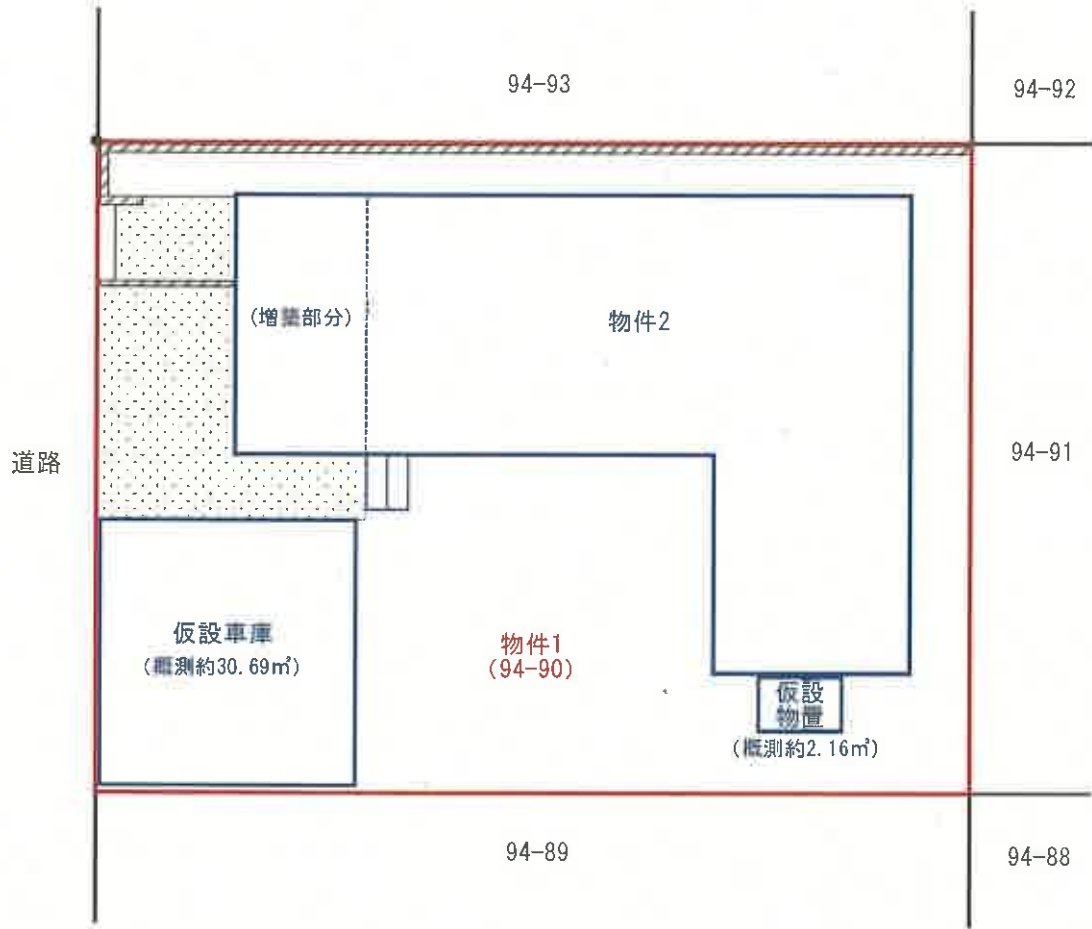 94-93
94-92
(増築部分)
物件2
道路
94-91
仮設車庫
(概測約30.69㎡)
物件1
(94-90)
仮設
物置
(概測約2.16㎡)
94-89
94-88